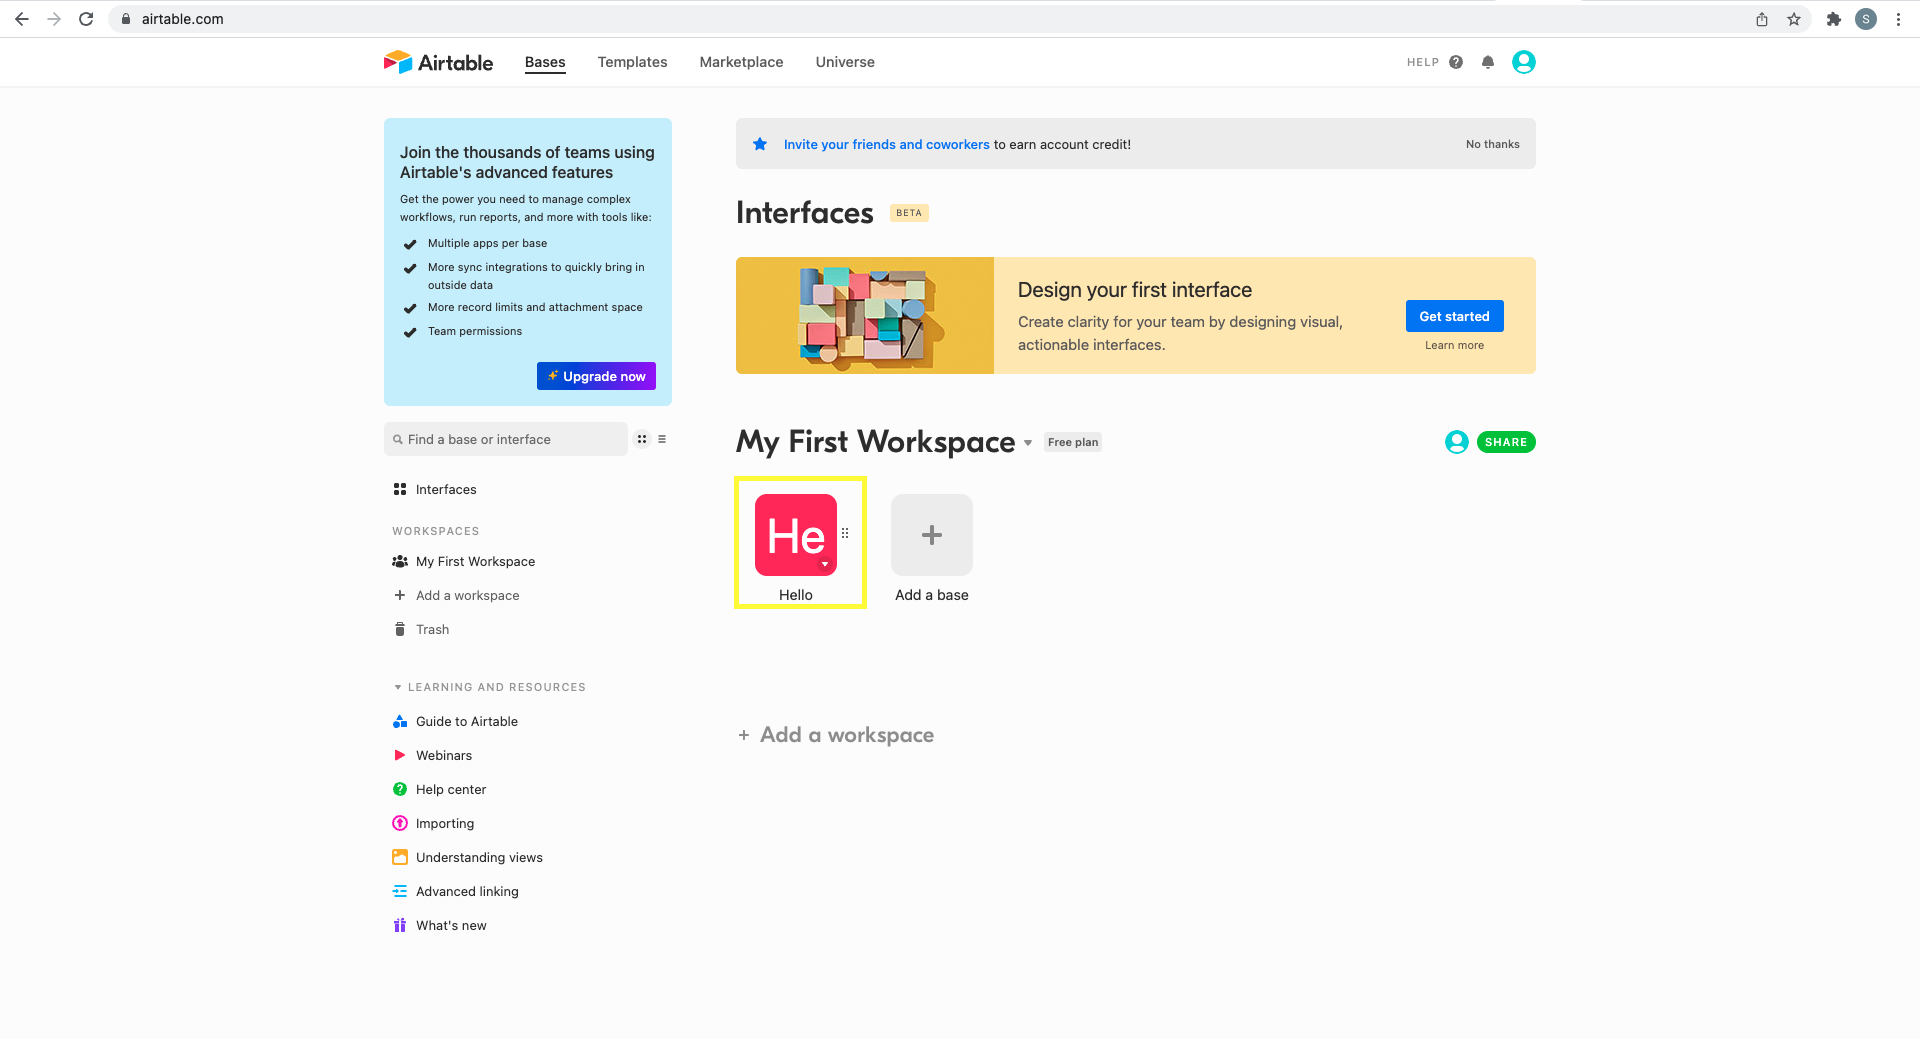 airtable.com
S
Airtable
Bases
Templates
Marketplace
Universe
HELP
Join the thousands of teams using
Airtable's advanced features
Get the power you need to manage complex
workflows, run reports, and more with tools like:
Multiple apps per base
More sync integrations to quickly bring in
outside data
More record limits and attachment space
Team permissions
Upgrade now
Find a base or interface
Interfaces
WORKSPACES
My First Workspace
Add a workspace
Trash
LEARNING AND RESOURCES
Guide to Airtable
Webinars
Help center
Importing
Understanding views
Advanced linking
What's new
Invite your friends and coworkers to earn account credit!
No thanks
Interfaces
BETA
Design your first interface
Create clarity for your team by designing visual,
actionable interfaces.
Get started
Learn more
My First Workspace
Free plan
SHARE
He
Hello
Add a base
+ Add a workspace